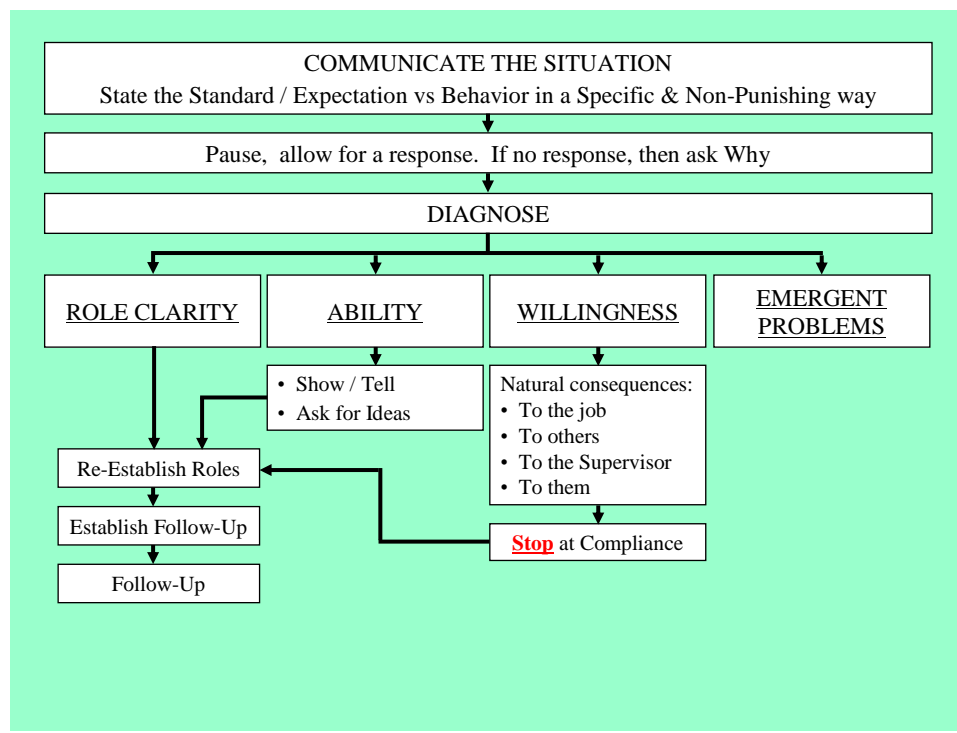 COMMUNICATE THE SITUATION
State the Standard / Expectation vs Behavior in a Specific & Non-Punishing way
Pause, allow for a response. If no response, then ask Why
DIAGNOSE
ROLE CLARITY
ABILITY
WILLINGNESS
EMERGENT
PROBLEMS
• Show / Tell
• Ask for Ideas
Natural consequences:
• To the job
• To others
• To the Supervisor
• To them
Re-Establish Roles
Establish Follow-Up
Stop at Compliance
Follow-Up